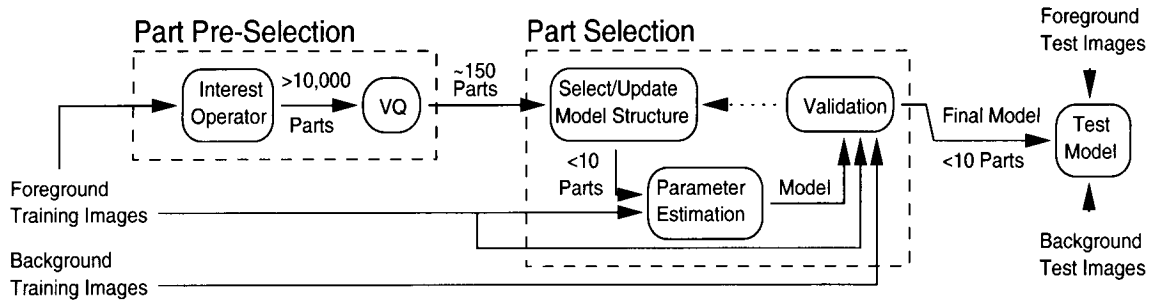 Part Pre-Selection
Interest
Operator
>10,000
Parts
VQ
~150
Parts
Part Selection
Select/Update
Model Structure
<10
Parts
Parameter
Estimation
Model
Validation
Final Model
<10 Parts
Foreground
Test Images
Test
Model
Background
Test Images
Foreground
Training Images
Background
Training Images